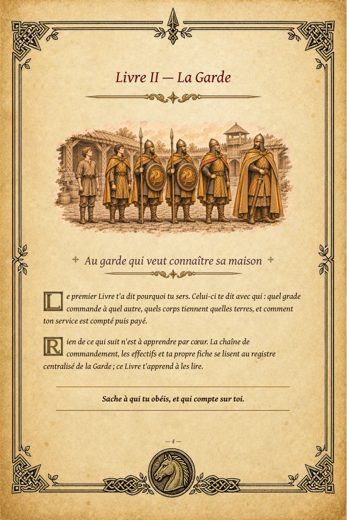 Livre II — La Garde
Au garde qui veut connaître sa maison
Le premier Livre t'a dit pourquoi tu sers. Celui-ci te dit avec qui : quel grade
commande à quel autre, quels corps tiennent quelles terres, et comment
ton service est compté puis payé.
Rien de ce qui suit n'est à apprendre par cœur. La chaîne de
commandement, les effectifs et ta propre fiche se lisent au registre
centralisé de la Garde ; ce Livre t'apprend à les lire.
Sache à qui tu obéis, et qui compte sur toi.
— 4 —